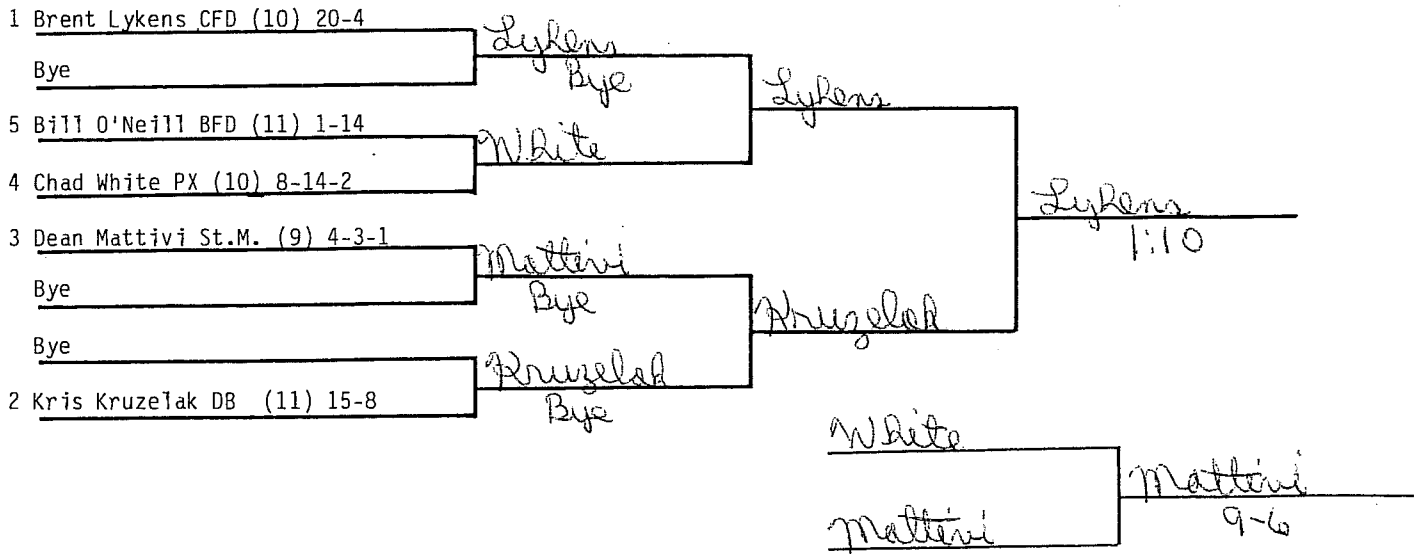 1 Brent Lykens CFD (10) 20-4
Bye
5 Bill O'Neill BFD (11) 1-14
4 Chad White PX (10) 8-14-2
3 Dean Mattivi St.M. (9) 4-3-1
Bye
Bye
2 Kris Kruzelak DB (11) 15-8
Lykens
Bye
White
Mattivi
Bye
Kruzelak
Bye
Lykens
Kruzelak
Lykens
1:10
White
Mattivi
Mattivi
9-6